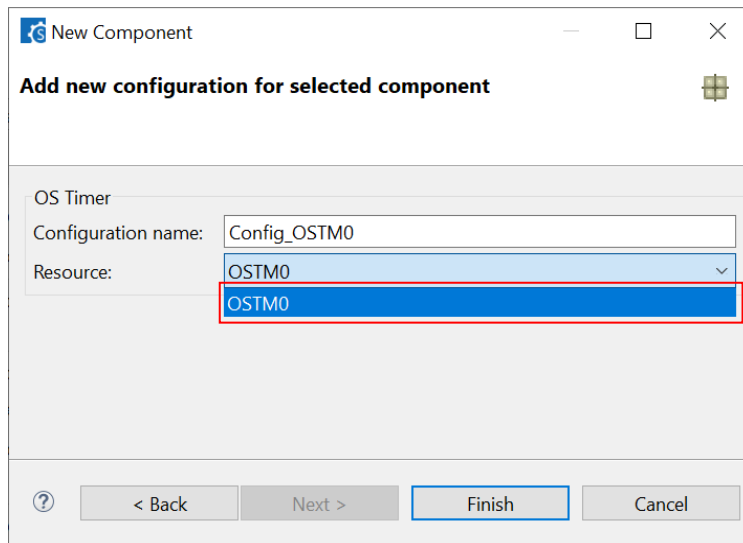 New Component
Add new configuration for selected component
OS Timer
Configuration name: Config_OSTM0
Resource: OSTM0
OSTM0
? < Back Next > Finish Cancel